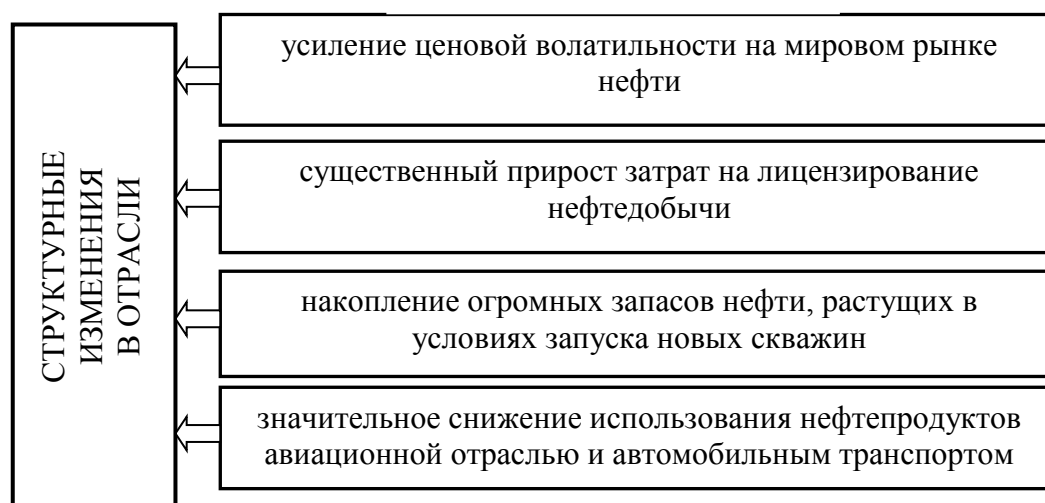 СТРУКТУРНЫЕ
ИЗМЕНЕНИЯ
В ОТРАСЛИ
усиление ценовой волатильности на мировом рынке
нефти
существенный прирост затрат на лицензирование
нефтедобычи
накопление огромных запасов нефти, растущих в
условиях запуска новых скважин
значительное снижение использования нефтепродуктов
авиационной отраслью и автомобильным транспортом